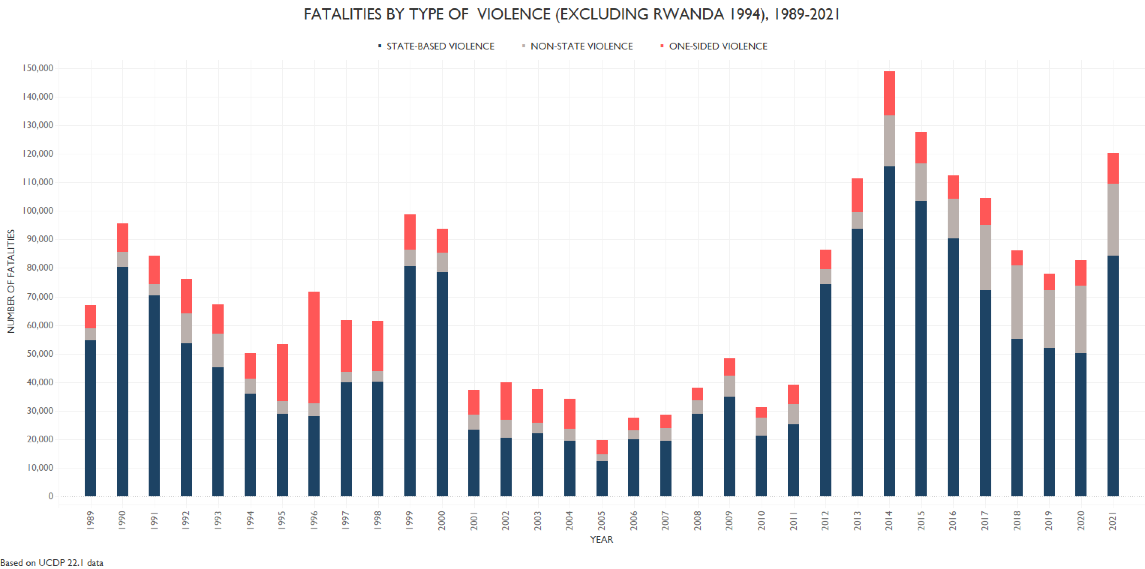 FATALITIES BY TYPE OF VIOLENCE (EXCLUDING RWANDA 1994), 1989-2021
STATE-BASED VIOLENCE NON-STATE VIOLENCE ONE-SIDED VIOLENCE
150,000
140,000
130,000
120,000
110,000
100,000
90,000
80,000
70,000
60,000
50,000
40,000
30,000
20,000
10,000
0
NUMBER OF FATALITIES
1989 1990 1991 1992 1993 1994 1995 1996 1997 1998 1999 2000 2001 2002 2003 2004 2005 2006 2007 2008 2009 2010 2011 2012 2013 2014 2015 2016 2017 2018 2019 2020 2021
YEAR
Based on UCDP 22.1 data